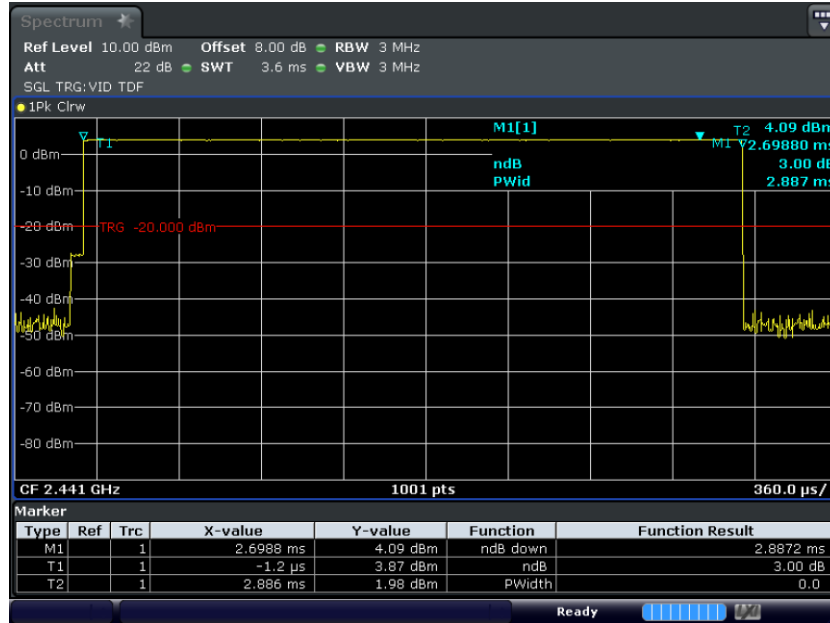 Spectrum
Ref Level 10.00 dBm Offset 8.00 dB RBW 3 MHz
Att 22 dB SWT 3.6 ms VBW 3 MHz
SGL TRG:VID TDF
1Pk Clrw
M1[1] 4.09 dBm
2.69880 ms
ndB 3.00 dB
PWid 2.887 ms
T1
T2
M1
0 dBm
-10 dBm
-20 dBm
TRG -20.000 dBm
-30 dBm
-40 dBm
-50 dBm
-60 dBm
-70 dBm
-80 dBm
CF 2.441 GHz 1001 pts 360.0 µs/
Marker
Type Ref Trc X-value Y-value Function Function Result
M1 1 2.6988 ms 4.09 dBm ndB down 2.8872 ms
T1 1 -1.2 µs 3.87 dBm ndB 3.00 dB
T2 1 2.886 ms 1.98 dBm PWidth 0.0
Ready